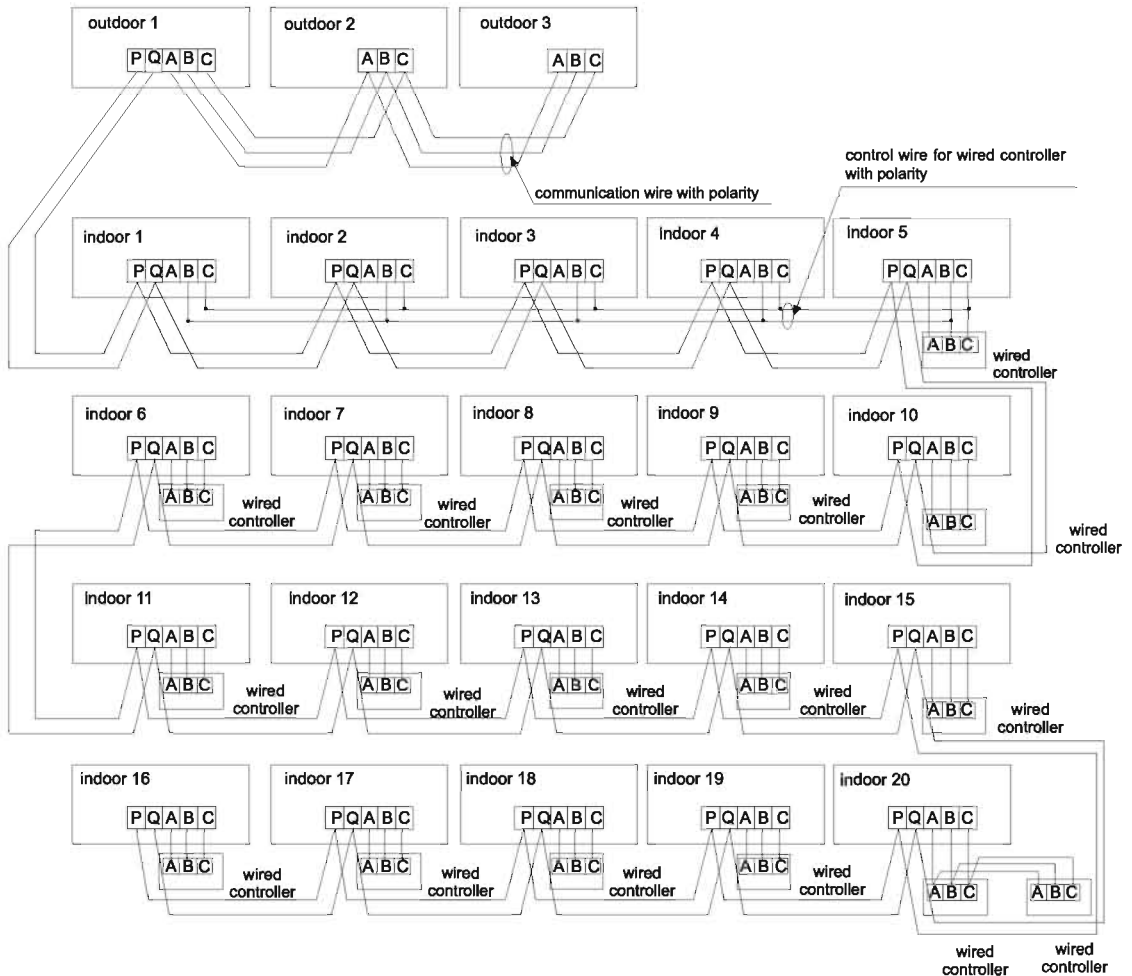 outdoor 1
outdoor 2
outdoor 3
P Q A B C
A B C
A B C
control wire for wired controller
with polarity
communication wire with polarity
indoor 1
indoor 2
indoor 3
indoor 4
indoor 5
P Q A B C
P Q A B C
P Q A B C
P Q A B C
P Q A B C
A B C
wired
controller
indoor 6
indoor 7
indoor 8
indoor 9
indoor 10
P Q A B C
P Q A B C
P Q A B C
P Q A B C
P Q A B C
A B C
wired
controller
A B C
wired
controller
A B C
wired
controller
A B C
wired
controller
A B C
wired
controller
indoor 11
indoor 12
indoor 13
indoor 14
indoor 15
P Q A B C
P Q A B C
P Q A B C
P Q A B C
P Q A B C
A B C
wired
controller
A B C
wired
controller
A B C
wired
controller
A B C
wired
controller
A B C
wired
controller
indoor 16
indoor 17
indoor 18
indoor 19
indoor 20
P Q A B C
P Q A B C
P Q A B C
P Q A B C
P Q A B C
A B C
wired
controller
A B C
wired
controller
A B C
wired
controller
A B C
wired
controller
A B C
A B C
wired
controller
wired
controller